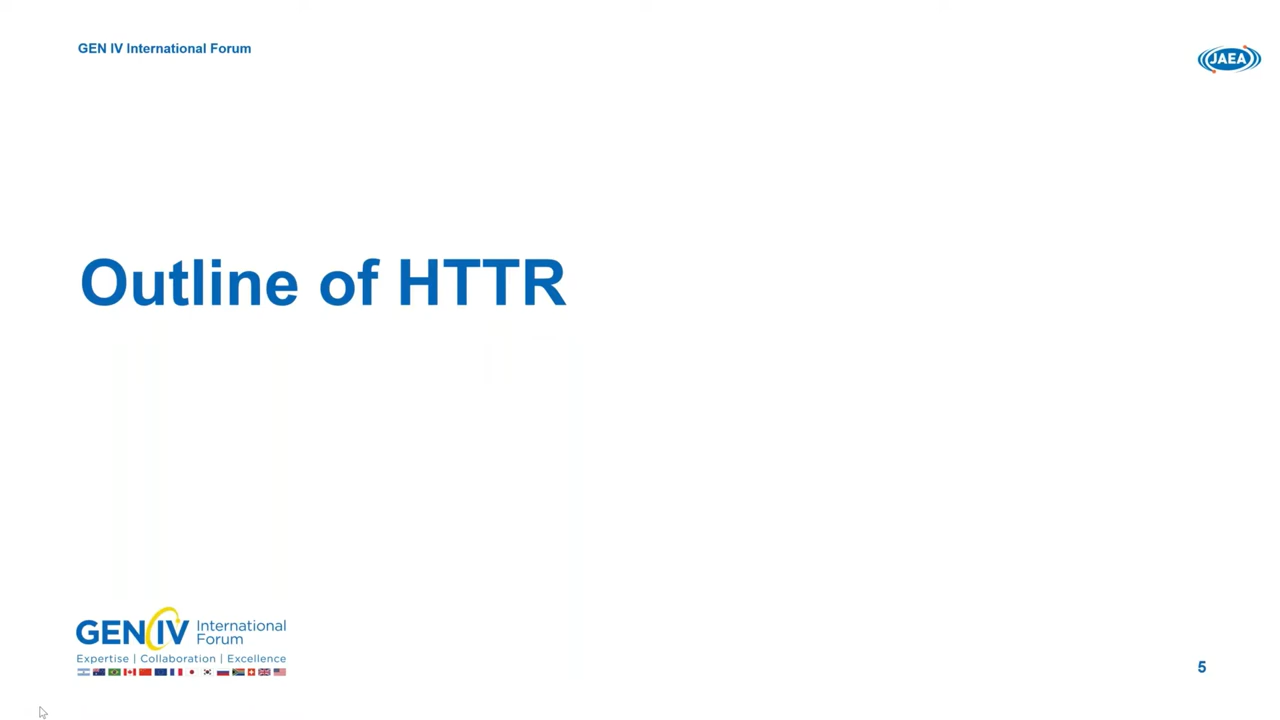 GEN IV International Forum
JAEA
Outline of HTTR
GEN IV International
Forum
Expertise | Collaboration | Excellence
5